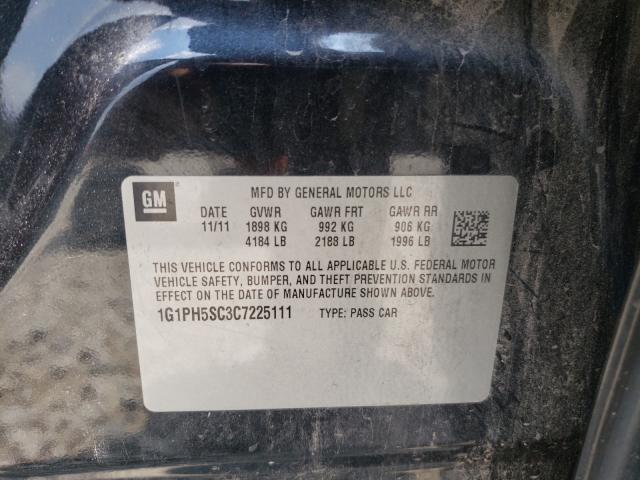 GM
MFD BY GENERAL MOTORS LLC
DATE GVWR GAWR FRT GAWR RR
11/11 1898 KG 992 KG 906 KG
4184 LB 2188 LB 1996 LB
THIS VEHICLE CONFORMS TO ALL APPLICABLE U.S. FEDERAL MOTOR
VEHICLE SAFETY, BUMPER, AND THEFT PREVENTION STANDARDS IN
EFFECT ON THE DATE OF MANUFACTURE SHOWN ABOVE.
1G1PH5SC3C7225111 TYPE: PASS CAR